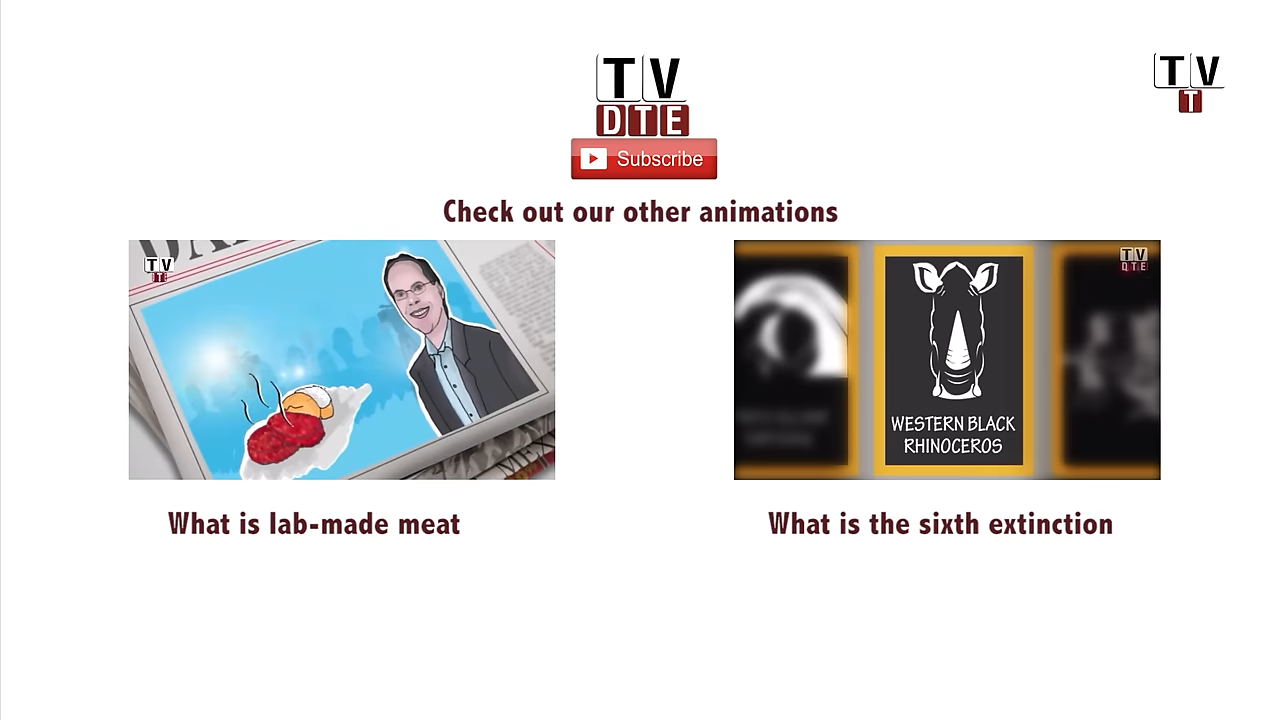 TV
DTE
TV
T
Subscribe
Check out our other animations
TV
DTE
TV
DTE
WESTERN BLACK
RHINOCEROS
What is lab-made meat
What is the sixth extinction